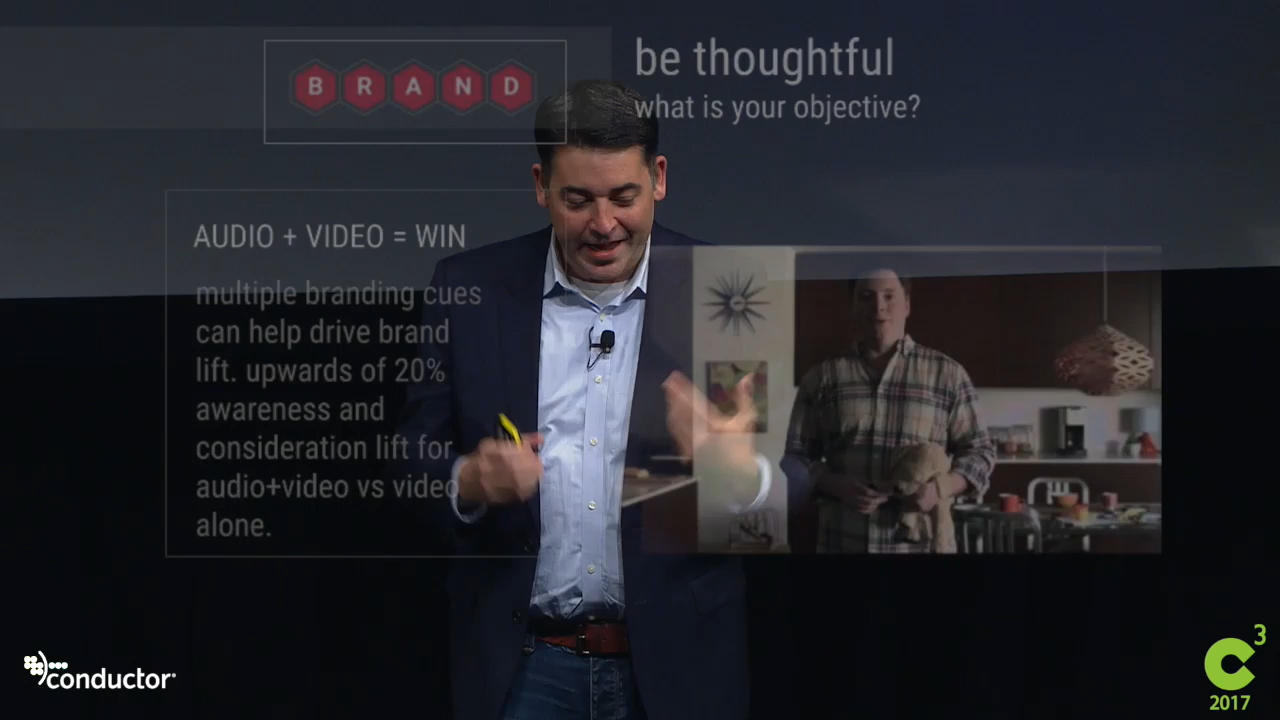 BRAND
be thoughtful
what is your objective?
AUDIO + VIDEO = WIN
multiple branding cues
can help drive brand
lift. upwards of 20%
awareness and
consideration lift for
audio+video vs video
alone.
conductor
C3
2017